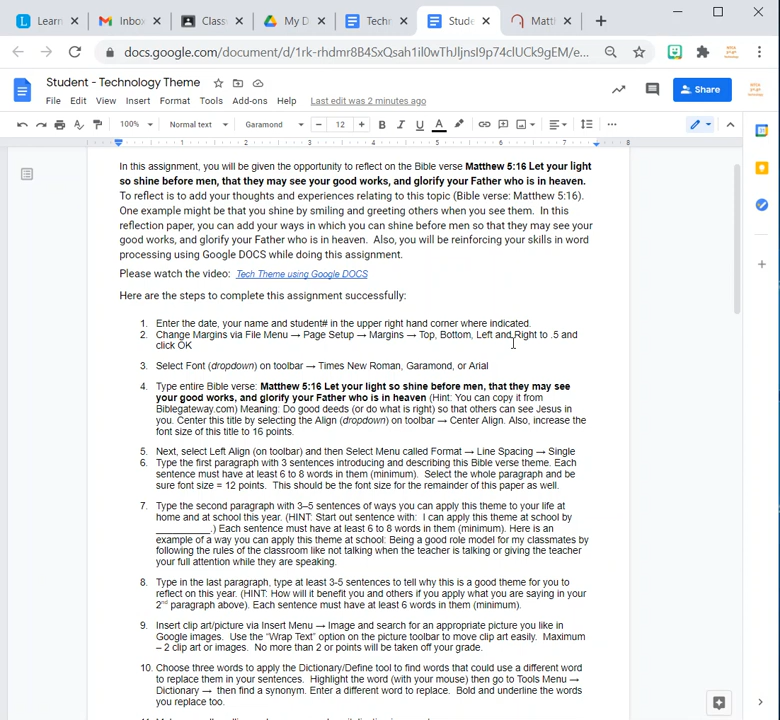 Learn
Inbox
Class
My D
Techn
Stude
Matt
docs.google.com/document/d/1rk-rhdmr8B4SxQsah1il0wThJljnsI9p74clUCk9gEM/e...
Student - Technology Theme
File Edit View Insert Format Tools Add-ons Help Last edit was 2 minutes ago
Share
100% Normal text Garamond 12
1 2 3 4 5 6 7 8
In this assignment, you will be given the opportunity to reflect on the Bible verse Matthew 5:16 Let your light
so shine before men, that they may see your good works, and glorify your Father who is in heaven.
To reflect is to add your thoughts and experiences relating to this topic (Bible verse: Matthew 5:16).
One example might be that you shine by smiling and greeting others when you see them.  In this
reflection paper, you can add your ways in which you can shine before men so that they may see your
good works, and glorify your Father who is in heaven.  Also, you will be reinforcing your skills in word
processing using Google DOCS while doing this assignment.
Please watch the video:  Tech Theme using Google DOCS
Here are the steps to complete this assignment successfully:
1. Enter the date, your name and student# in the upper right hand corner where indicated.
2. Change Margins via File Menu → Page Setup → Margins → Top, Bottom, Left and Right to .5 and
click OK
3. Select Font (dropdown) on toolbar → Times New Roman, Garamond, or Arial
4. Type entire Bible verse: Matthew 5:16 Let your light so shine before men, that they may see
your good works, and glorify your Father who is in heaven (Hint: You can copy it from
Biblegateway.com) Meaning: Do good deeds (or do what is right) so that others can see Jesus in
you. Center this title by selecting the Align (dropdown) on toolbar → Center Align. Also, increase the
font size of this title to 16 points.
5. Next, select Left Align (on toolbar) and then Select Menu called Format → Line Spacing → Single
6. Type the first paragraph with 3 sentences introducing and describing this Bible verse theme. Each
sentence must have at least 6 to 8 words in them (minimum).  Select the whole paragraph and be
sure font size = 12 points.  This should be the font size for the remainder of this paper as well.
7. Type the second paragraph with 3–5 sentences of ways you can apply this theme to your life at
home and at school this year. (HINT: Start out sentence with:  I can apply this theme at school by
__________.) Each sentence must have at least 6 to 8 words in them (minimum). Here is an
example of a way you can apply this theme at school: Being a good role model for my classmates by
following the rules of the classroom like not talking when the teacher is talking or giving the teacher
your full attention while they are speaking.
8. Type in the last paragraph, type at least 3-5 sentences to tell why this is a good theme for you to
reflect on this year. (HINT: How will it benefit you and others if you apply what you are saying in your
2nd paragraph above). Each sentence must have at least 6 words in them (minimum).
9. Insert clip art/picture via Insert Menu → Image and search for an appropriate picture you like in
Google images.  Use the “Wrap Text” option on the picture toolbar to move clip art easily.  Maximum
– 2 clip art or images.  No more than 2 or points will be taken off your grade.
10. Choose three words to apply the Dictionary/Define tool to find words that could use a different word
to replace them in your sentences.  Highlight the word (with your mouse) then go to Tools Menu →
Dictionary →  then find a synonym. Enter a different word to replace.  Bold and underline the words
you replace too.